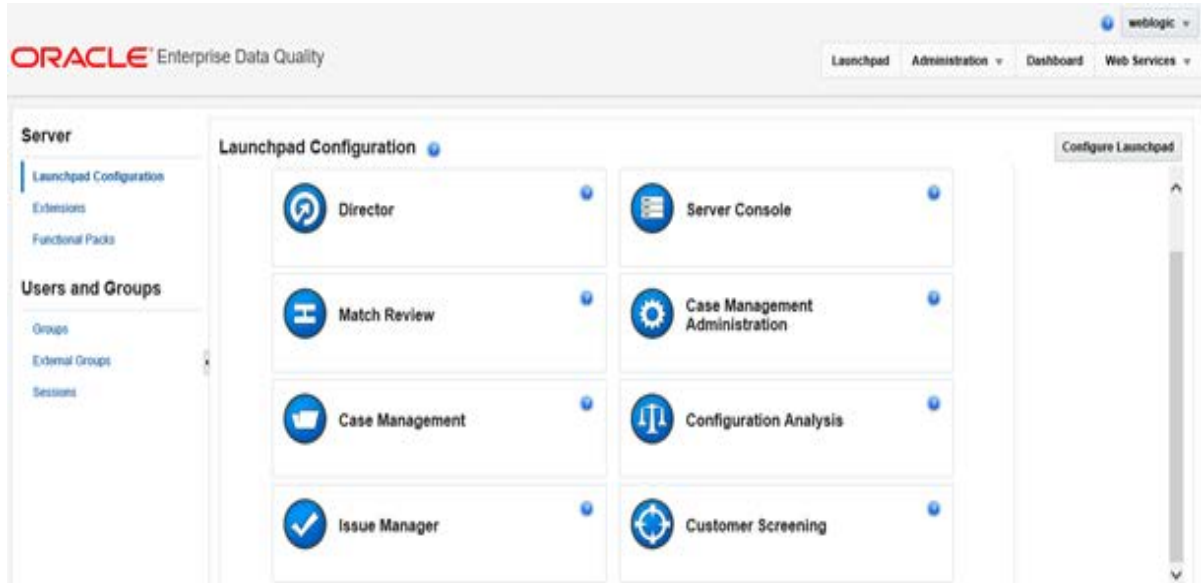 weblogic
ORACLE Enterprise Data Quality
Launchpad Administration Dashboard Web Services
Server
Launchpad Configuration
Extensions
Functional Packs
Users and Groups
Groups
External Groups
Sessions
Launchpad Configuration
Configure Launchpad
Director
Server Console
Match Review
Case Management
Administration
Case Management
Configuration Analysis
Issue Manager
Customer Screening